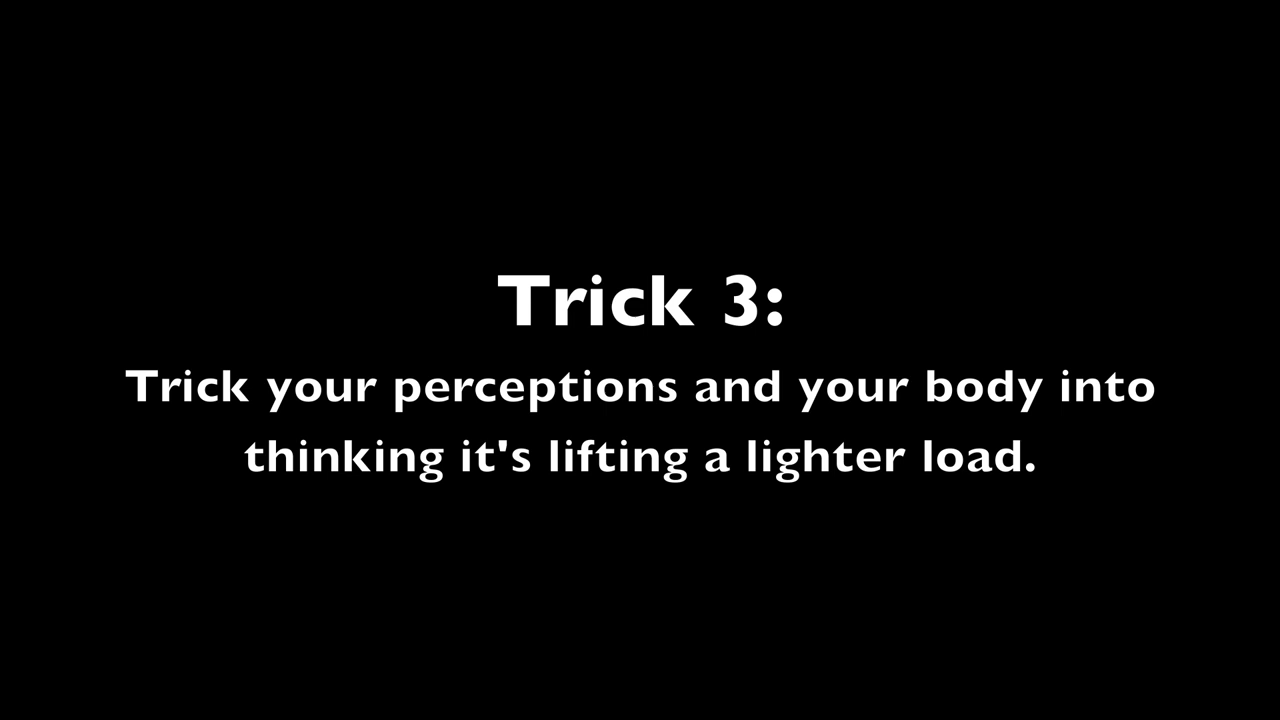 Trick 3:
Trick your perceptions and your body into
thinking it's lifting a lighter load.